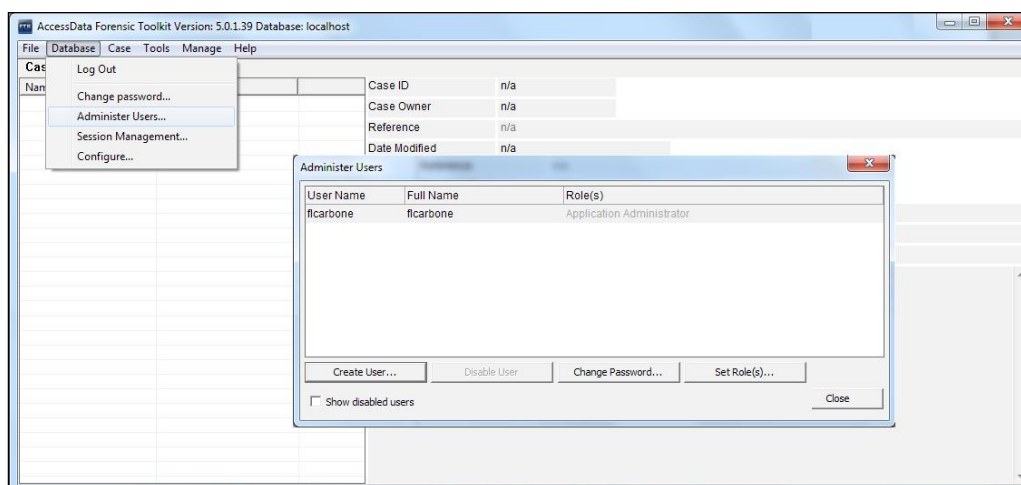 AccessData Forensic Toolkit Version: 5.0.1.39 Database: localhost
File Database Case Tools Manage Help
Cas
Nam
Log Out
Change password...
Administer Users...
Session Management...
Configure...
Case ID n/a
Case Owner n/a
Reference n/a
Date Modified n/a
Administer Users
User Name Full Name Role(s)
flcarbone flcarbone Application Administrator
Create User... Disable User Change Password... Set Role(s)...
Show disabled users
Close